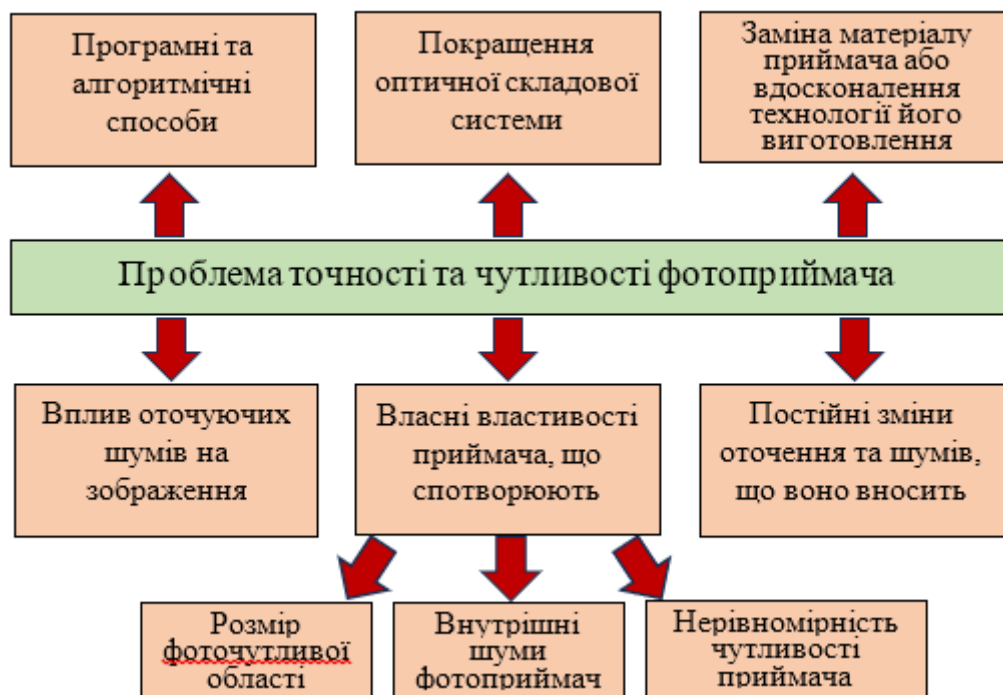 Програмні та
алгоритмічні
способи
Покращення
оптичної складової
системи
Заміна матеріалу
приймача або
вдосконалення
технології його
виготовлення
Проблема точності та чутливості фотоприймача
Вплив оточуючих
шумів на
зображення
Власні властивості
приймача, що
спотворюють
Постійні зміни
оточення та шумів,
що воно вносить
Розмір
фоточутливої
області
Внутрішні
шуми
фотоприймач
Нерівномірність
чутливості
приймача